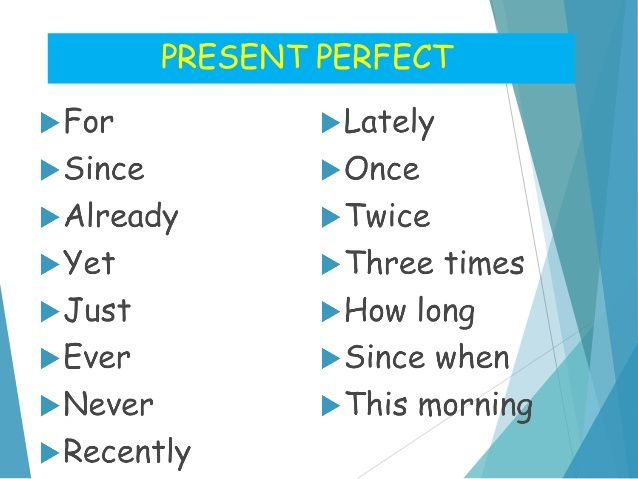 PRESENT PERFECT
For
Since
Already
Yet
Just
Ever
Never
Recently
Lately
Once
Twice
Three times
How long
Since when
This morning